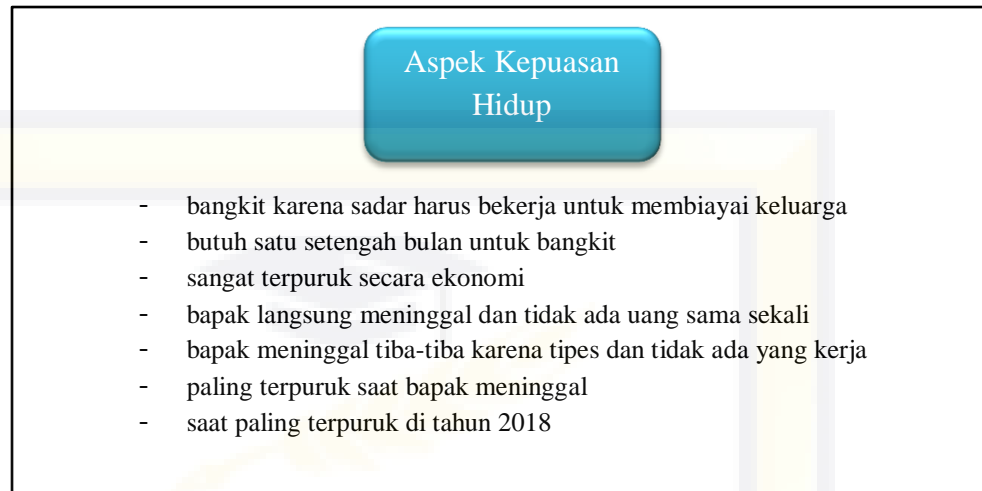 Aspek Kepuasan
Hidup
- bangkit karena sadar harus bekerja untuk membiayai keluarga
- butuh satu setengah bulan untuk bangkit
- sangat terpuruk secara ekonomi
- bapak langsung meninggal dan tidak ada uang sama sekali
- bapak meninggal tiba-tiba karena tipes dan tidak ada yang kerja
- paling terpuruk saat bapak meninggal
- saat paling terpuruk di tahun 2018